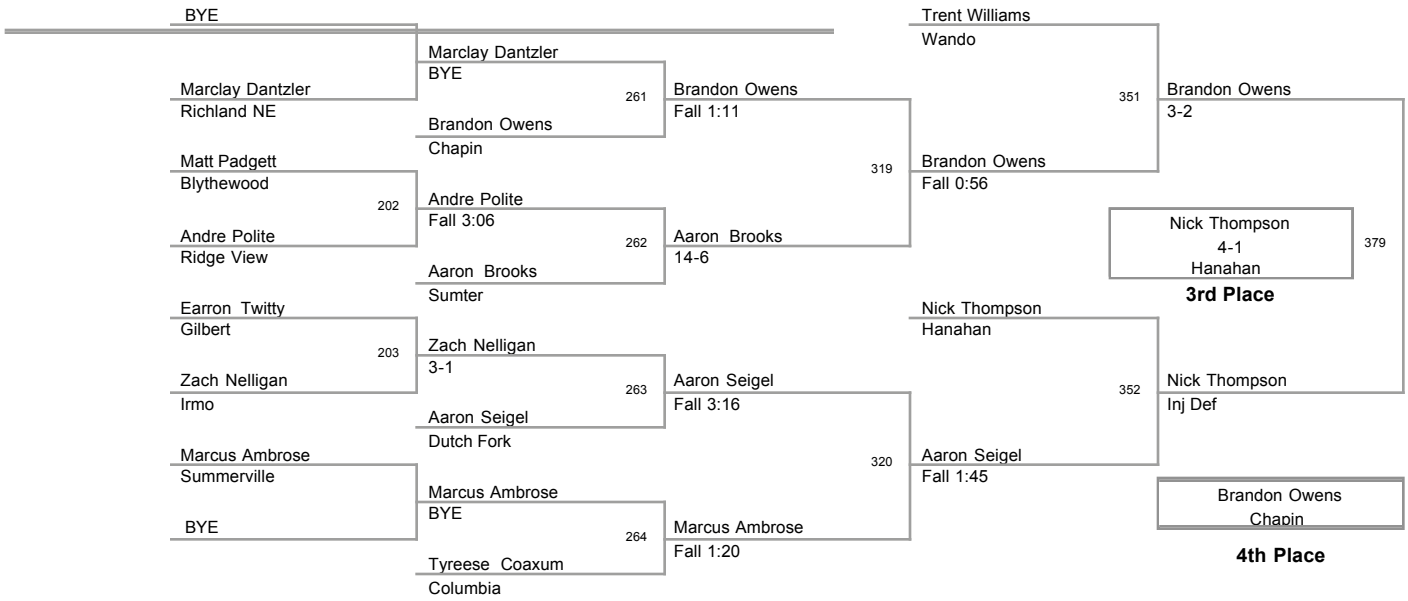 BYE
Marclay Dantzler
Richland NE
Matt Padgett
Blythewood
202
Andre Polite
Ridge View
Earron Twitty
Gilbert
203
Zach Nelligan
Irmo
Marcus Ambrose
Summerville
BYE
Marclay Dantzler
BYE
261
Brandon Owens
Chapin
Andre Polite
Fall 3:06
262
Aaron Brooks
Sumter
Zach Nelligan
3-1
263
Aaron Seigel
Dutch Fork
Marcus Ambrose
BYE
264
Tyreese Coaxum
Columbia
Brandon Owens
Fall 1:11
319
Aaron Brooks
14-6
Aaron Seigel
Fall 3:16
320
Marcus Ambrose
Fall 1:20
Trent Williams
Wando
351
Brandon Owens
Fall 0:56
Nick Thompson
Hanahan
352
Aaron Seigel
Fall 1:45
Brandon Owens
3-2
Nick Thompson
4-1
Hanahan
379
3rd Place
Nick Thompson
Inj Def
Brandon Owens
Chapin
4th Place